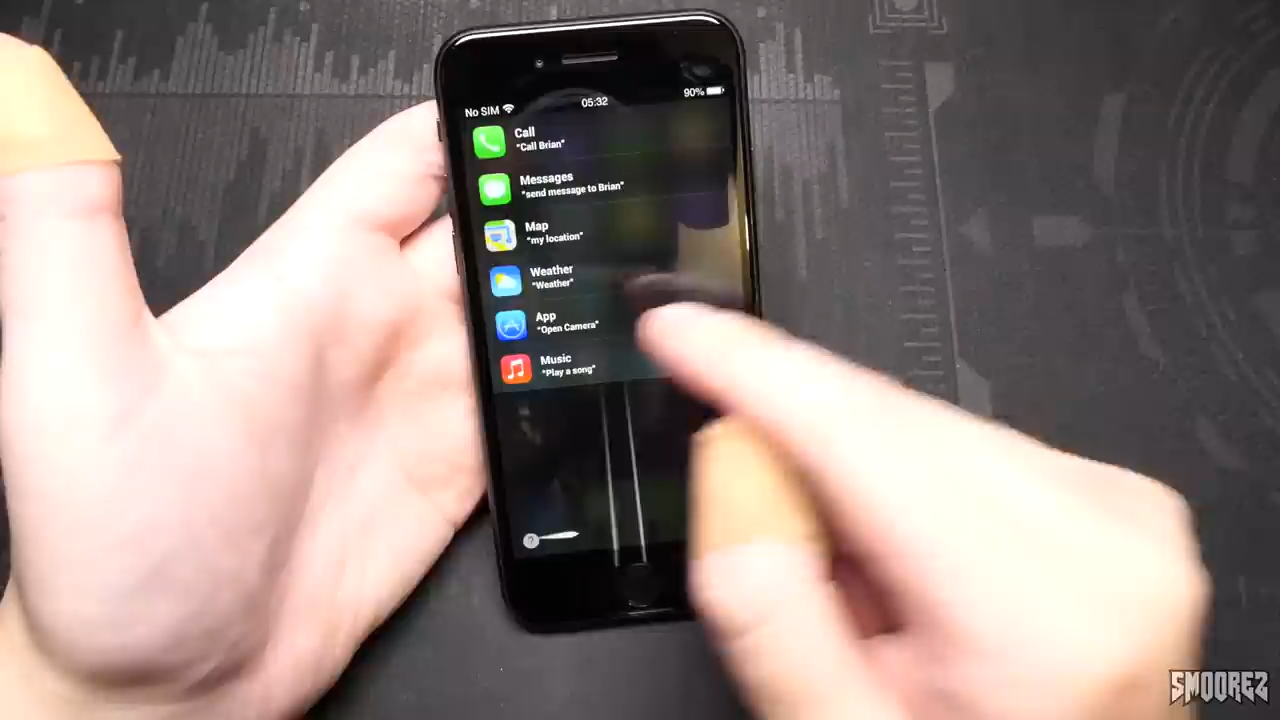 No SIM
05:32
90%
Call
"Call Brian"
Messages
"send message to Brian"
Map
"my location"
Weather
"Weather"
App
"Open Camera"
Music
"Play a song"
?
SMOOREZ